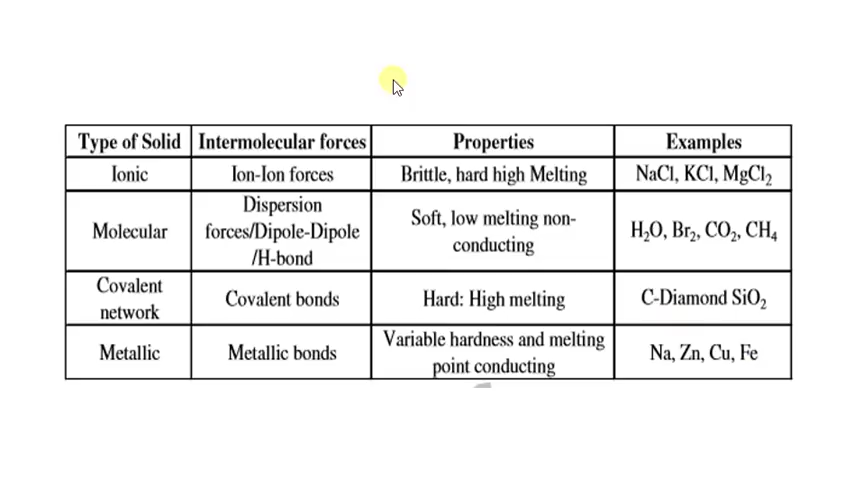 Type of Solid Intermolecular forces Properties Examples
Ionic Ion-Ion forces Brittle, hard high Melting NaCl, KCl, MgCl₂
Molecular Dispersion
forces/Dipole-Dipole
/H-bond Soft, low melting non-
conducting H₂O, Br₂, CO₂, CH₄
Covalent
network Covalent bonds Hard: High melting C-Diamond SiO₂
Metallic Metallic bonds Variable hardness and melting
point conducting Na, Zn, Cu, Fe